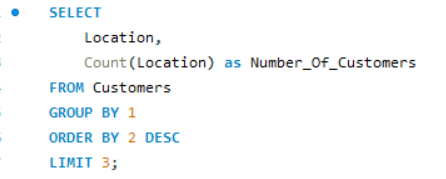 SELECT
Location,
Count(Location) as Number_Of_Customers
FROM Customers
GROUP BY 1
ORDER BY 2 DESC
LIMIT 3;